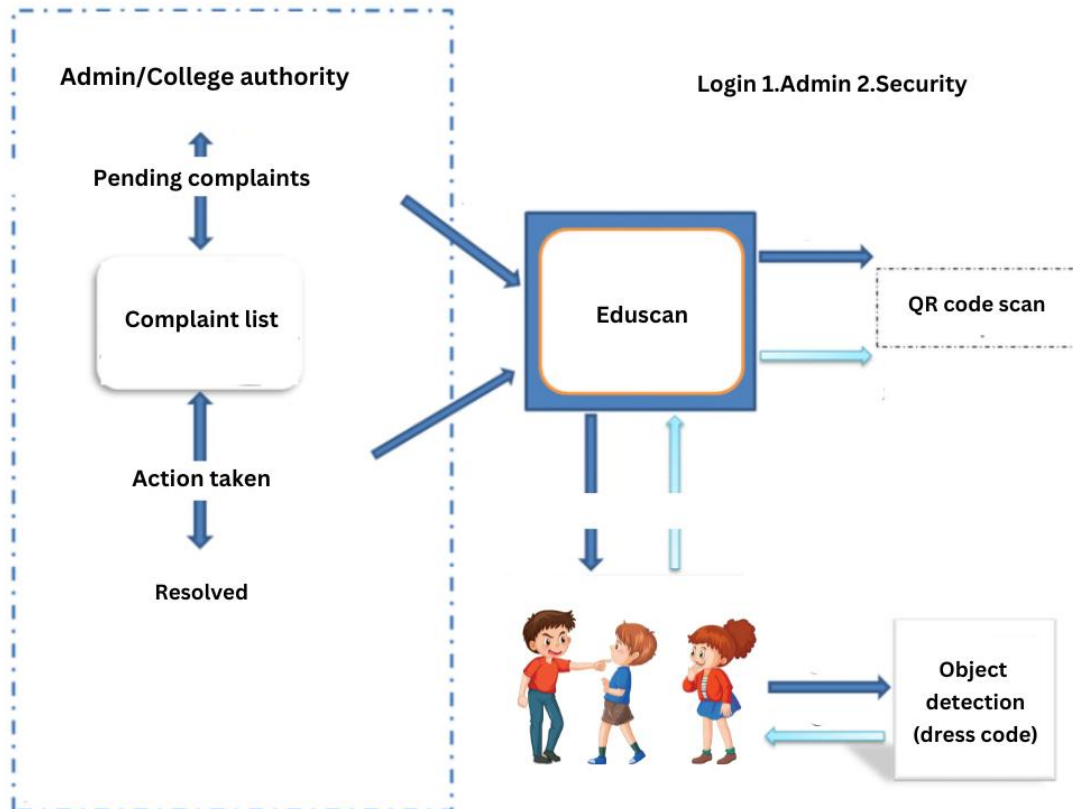 Admin/College authority
Login 1.Admin 2.Security
Pending complaints
Complaint list
Eduscan
QR code scan
Action taken
Resolved
Object
detection
(dress code)